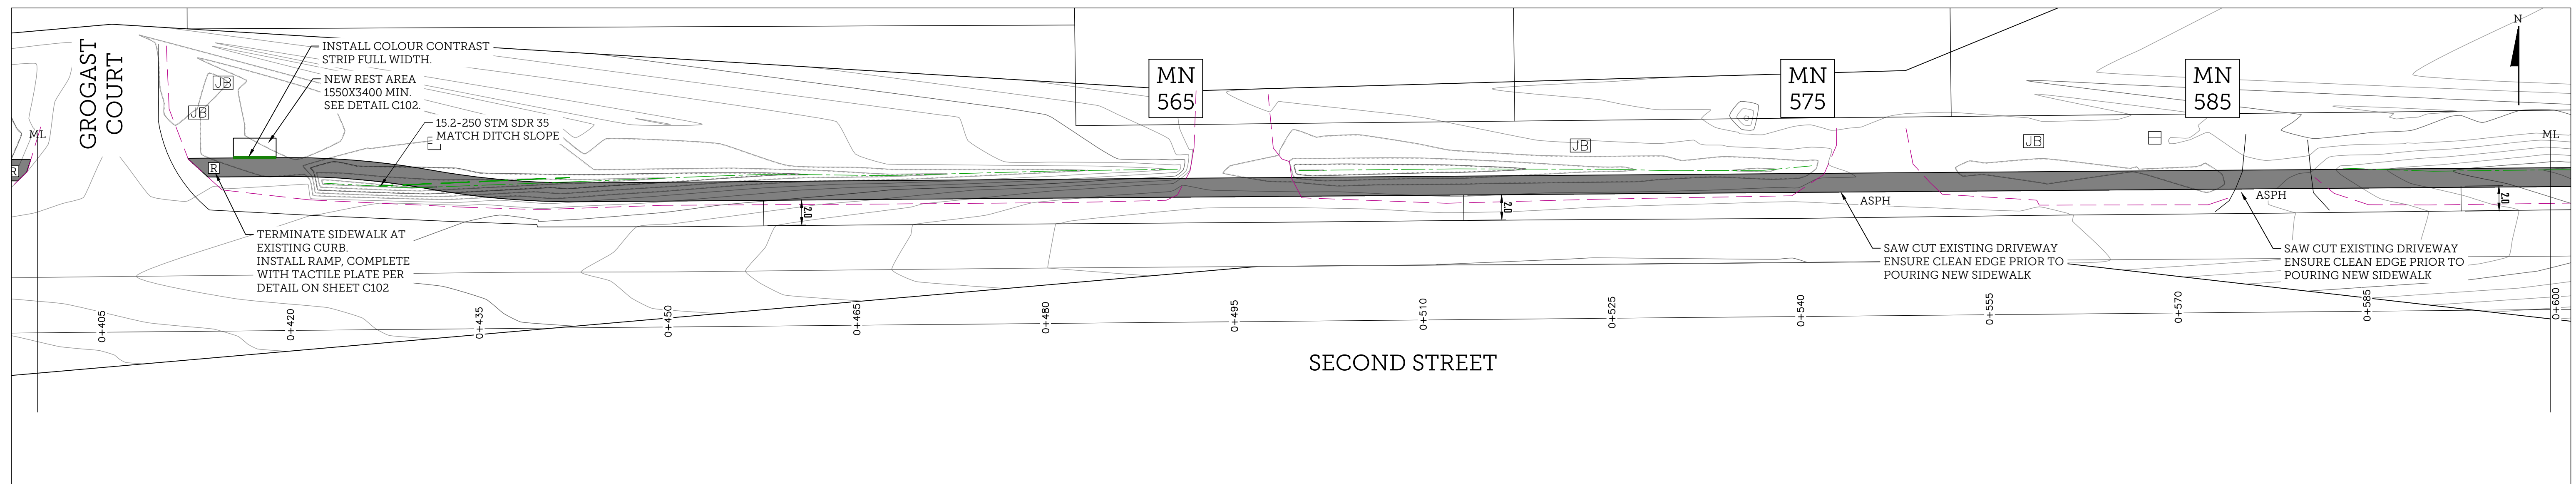 GROGAST
COURT
INSTALL COLOUR CONTRAST
STRIP FULL WIDTH.
NEW REST AREA
1550X3400 MIN.
SEE DETAIL C102.
15.2-250 STM SDR 35
MATCH DITCH SLOPE
JB
JB
ML
R
R
TERMINATE SIDEWALK AT
EXISTING CURB.
INSTALL RAMP, COMPLETE
WITH TACTILE PLATE PER
DETAIL ON SHEET C102
MN
565
MN
575
MN
585
N
JB
JB
ML
2.0
2.0
2.0
ASPH
ASPH
SAW CUT EXISTING DRIVEWAY
ENSURE CLEAN EDGE PRIOR TO
POURING NEW SIDEWALK
SAW CUT EXISTING DRIVEWAY
ENSURE CLEAN EDGE PRIOR TO
POURING NEW SIDEWALK
0+405
0+420
0+435
0+450
0+465
0+480
0+495
0+510
0+525
0+540
0+555
0+570
0+585
0+600
SECOND STREET